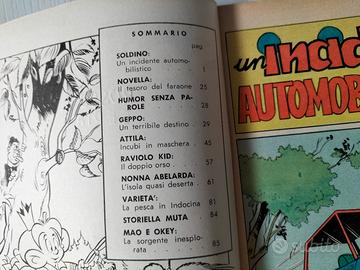 SOMMARIO
pag.
SOLDINO:
Un incidente automo-
bilistico 1
NOVELLA:
Il tesoro del faraone 25
HUMOR SENZA PA-
ROLE 28
GEPPO:
Un terribile destino 29
ATTILA:
Incubi in maschera 45
RAVIOLO KID:
Il doppio orso 57
NONNA ABELARDA:
L'isola quasi deserta 61
VARIETA':
La pesca in Indocina 81
STORIELLA MUTA 84
MAO E OKEY:
La sorgente inesplo-
rata 85
un incid
AUTOMOB
subito